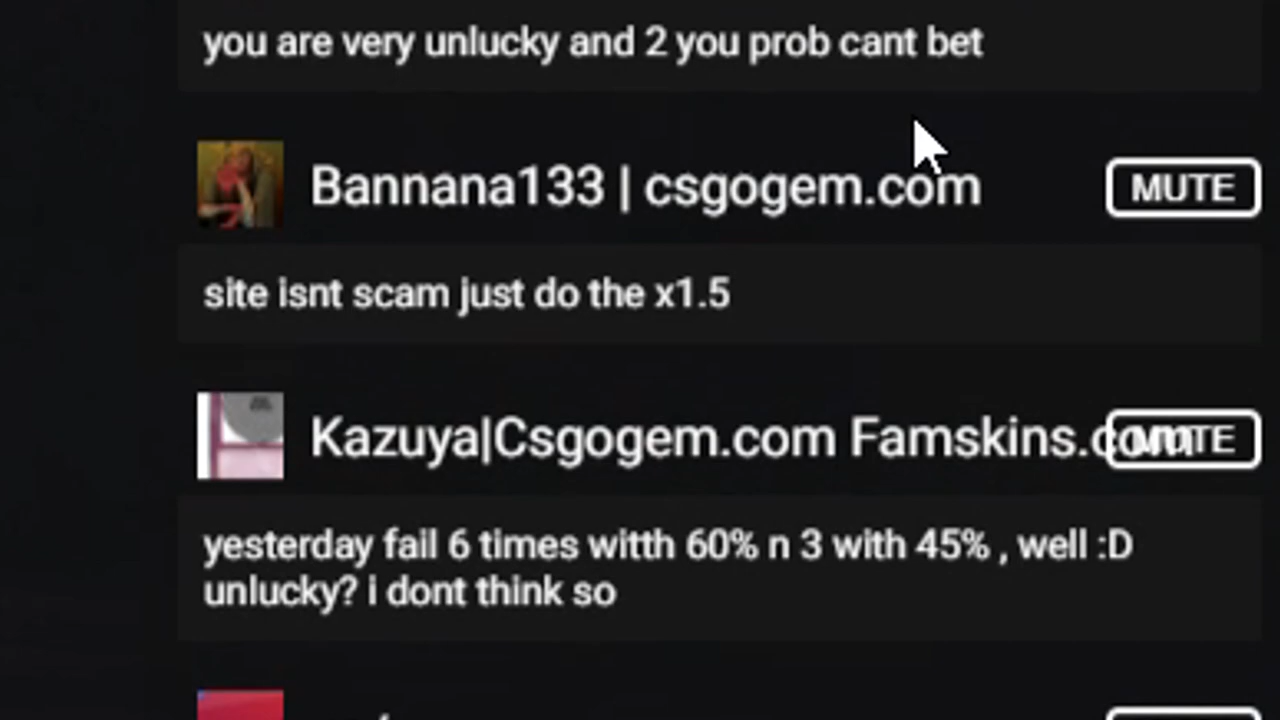 you are very unlucky and 2 you prob cant bet
Bannana133 | csgogem.com
MUTE
site isnt scam just do the x1.5
Kazuya|Csgogem.com Famskins.com
MUTE
yesterday fail 6 times witth 60% n 3 with 45% , well :D
unlucky? i dont think so